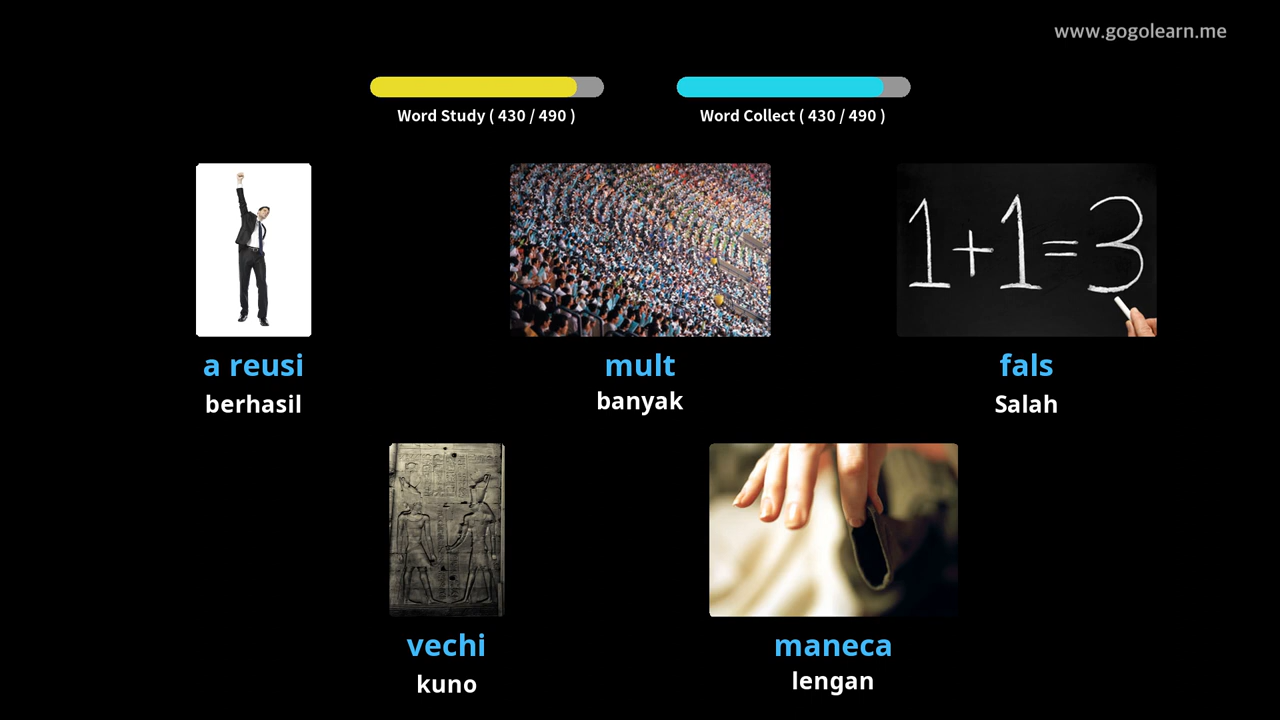 www.gogolearn.me
Word Study ( 430 / 490 )
Word Collect ( 430 / 490 )
1+1=3
a reusi
berhasil
mult
banyak
fals
Salah
vechi
kuno
maneca
lengan